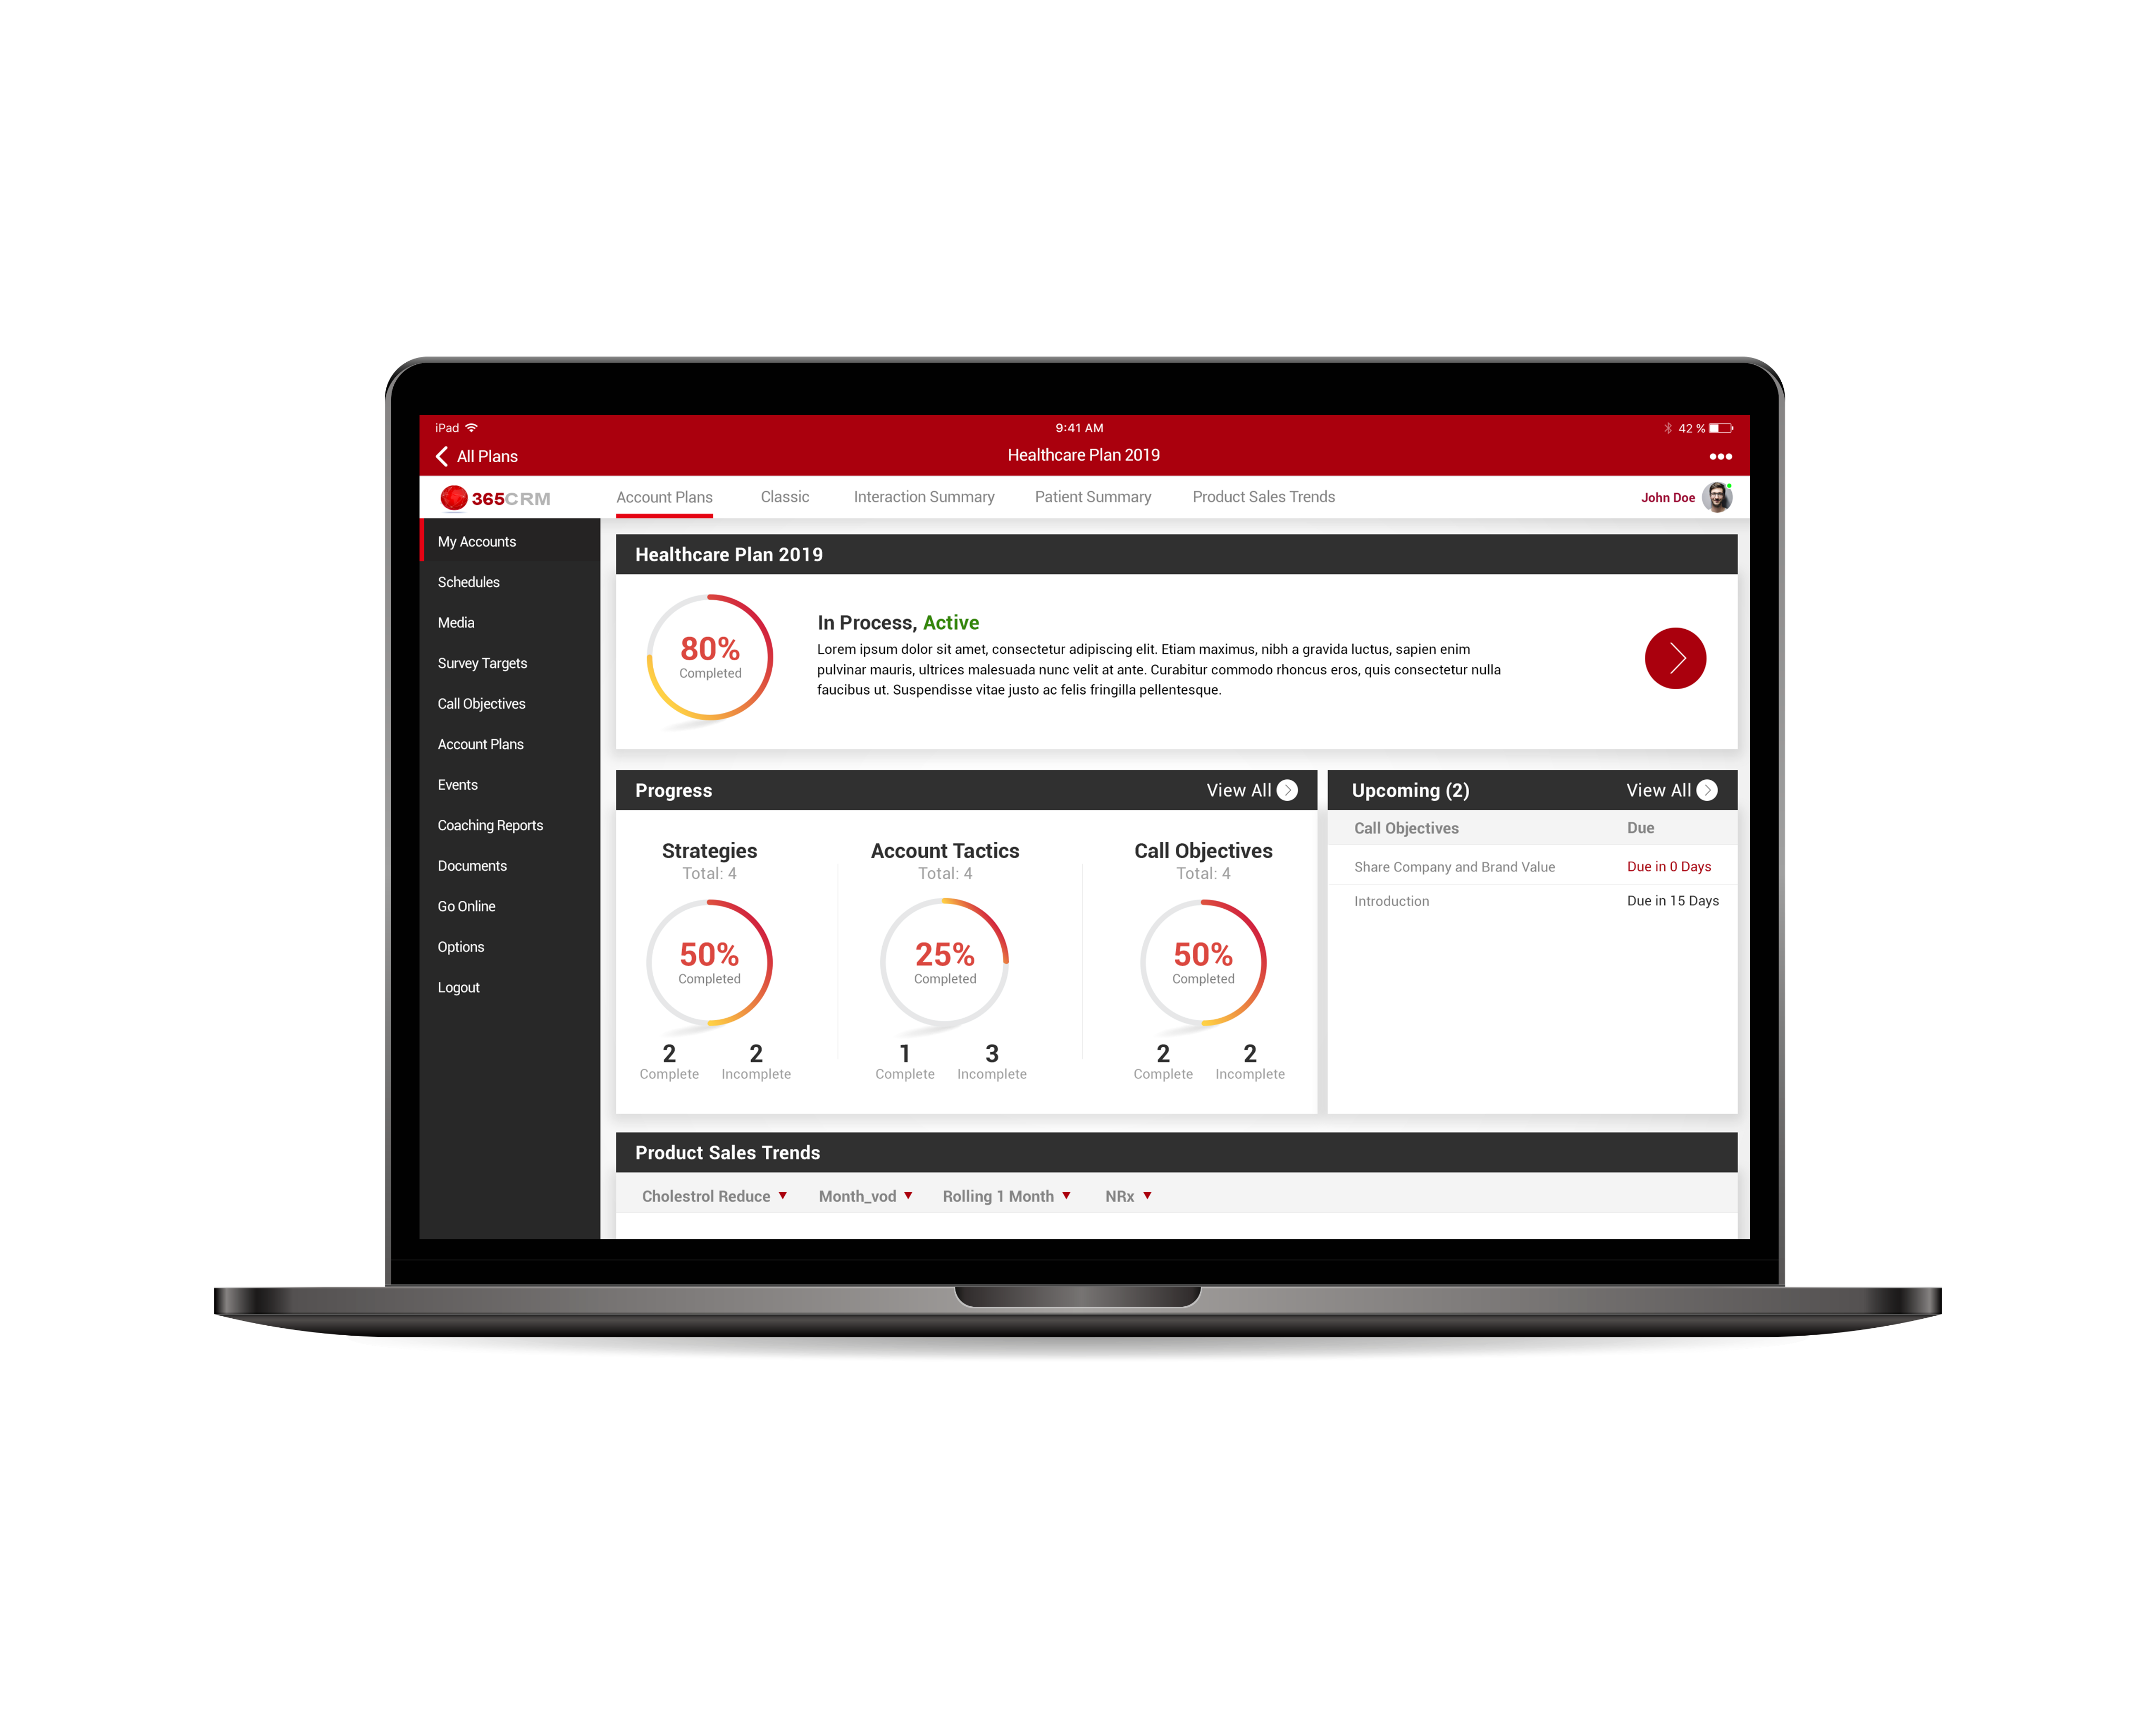 iPad
9:41 AM
42 %
All Plans
Healthcare Plan 2019
365CRM
Account Plans
Classic
Interaction Summary
Patient Summary
Product Sales Trends
John Doe
My Accounts
Schedules
Media
Survey Targets
Call Objectives
Account Plans
Events
Coaching Reports
Documents
Go Online
Options
Logout
Healthcare Plan 2019
80%
Completed
In Process, Active
Lorem ipsum dolor sit amet, consectetur adipiscing elit. Etiam maximus, nibh a gravida luctus, sapien enim
pulvinar mauris, ultrices malesuada nunc velit at ante. Curabitur commodo rhoncus eros, quis consectetur nulla
faucibus ut. Suspendisse vitae justo ac felis fringilla pellentesque.
Progress
View All
Strategies
Total: 4
50%
Completed
2
Complete
2
Incomplete
Account Tactics
Total: 4
25%
Completed
1
Complete
3
Incomplete
Call Objectives
Total: 4
50%
Completed
2
Complete
2
Incomplete
Upcoming (2)
View All
Call Objectives
Due
Share Company and Brand Value
Due in 0 Days
Introduction
Due in 15 Days
Product Sales Trends
Cholestrol Reduce
Month_vod
Rolling 1 Month
NRx